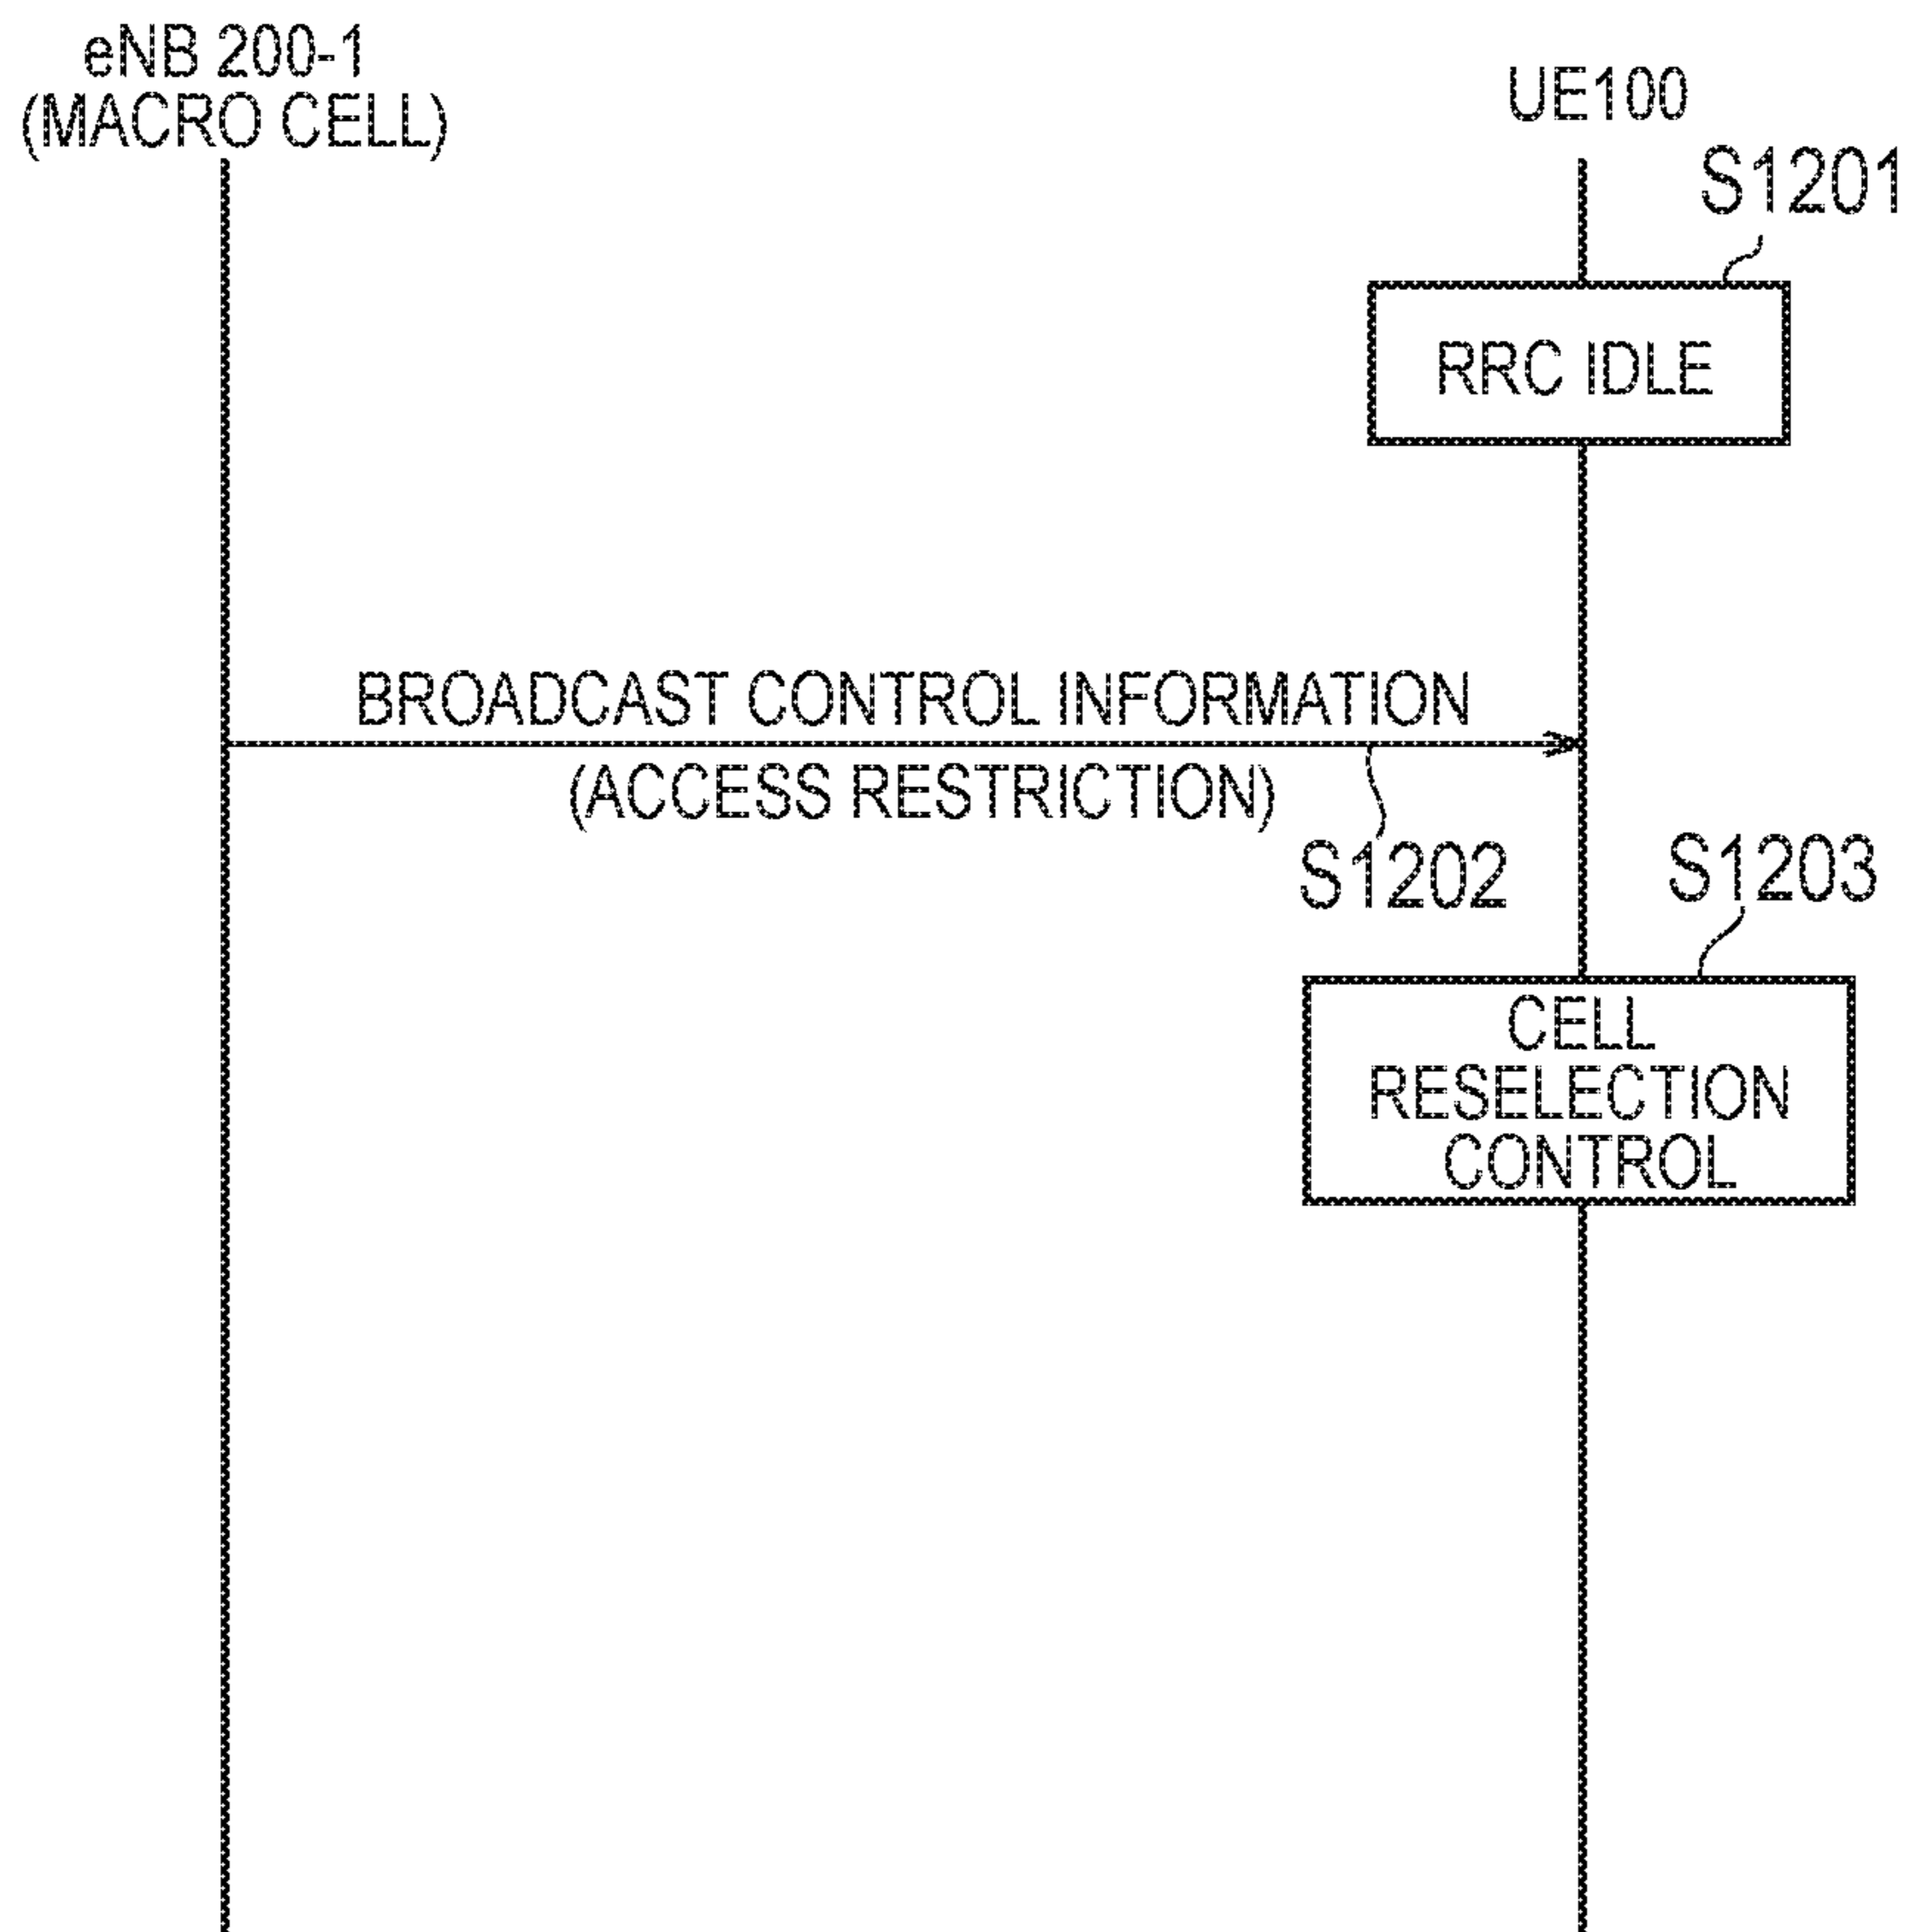 eNB 200-1
(MACRO CELL)
UE100
S1201
RRC IDLE
BROADCAST CONTROL INFORMATION
(ACCESS RESTRICTION)
S1202
S1203
CELL
RESELECTION
CONTROL